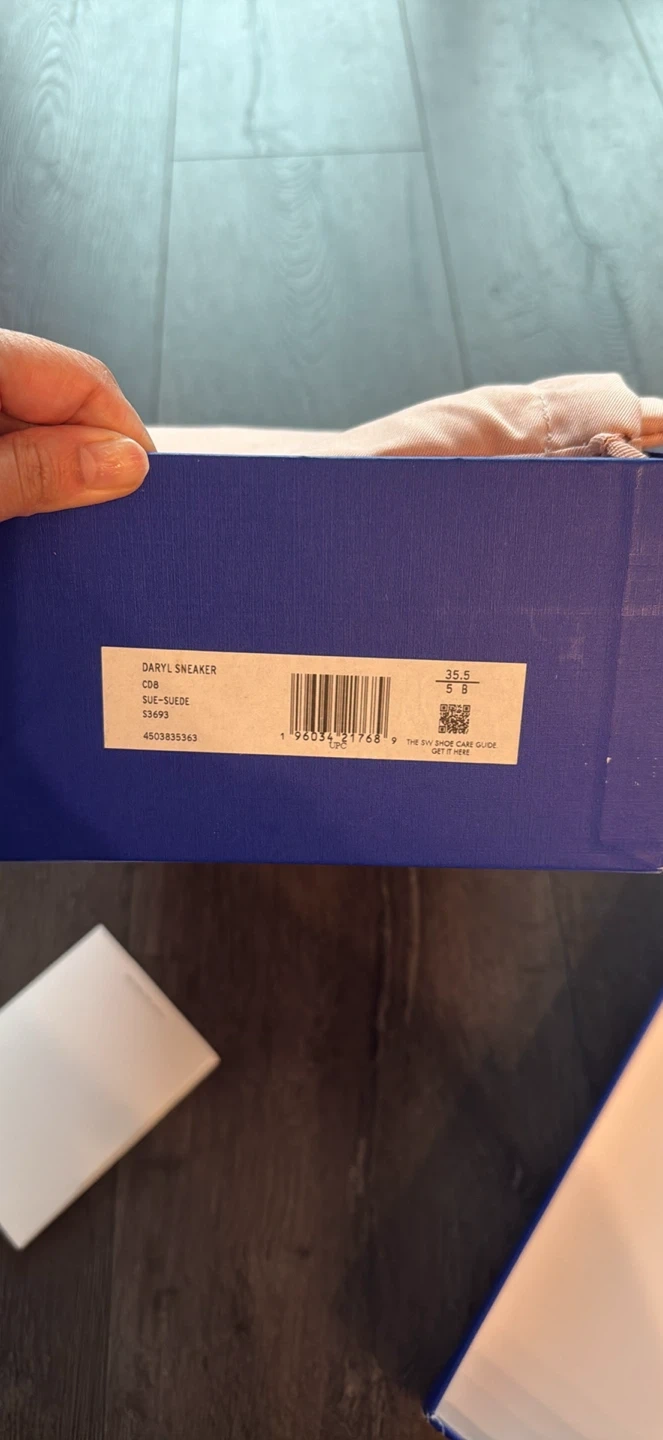 DARYL SNEAKER
CD8
SUE-SUEDE
S3693
4503835363
1 96034 21768 9
UPC
35.5
5 B
THE SW SHOE CARE GUIDE
GET IT HERE